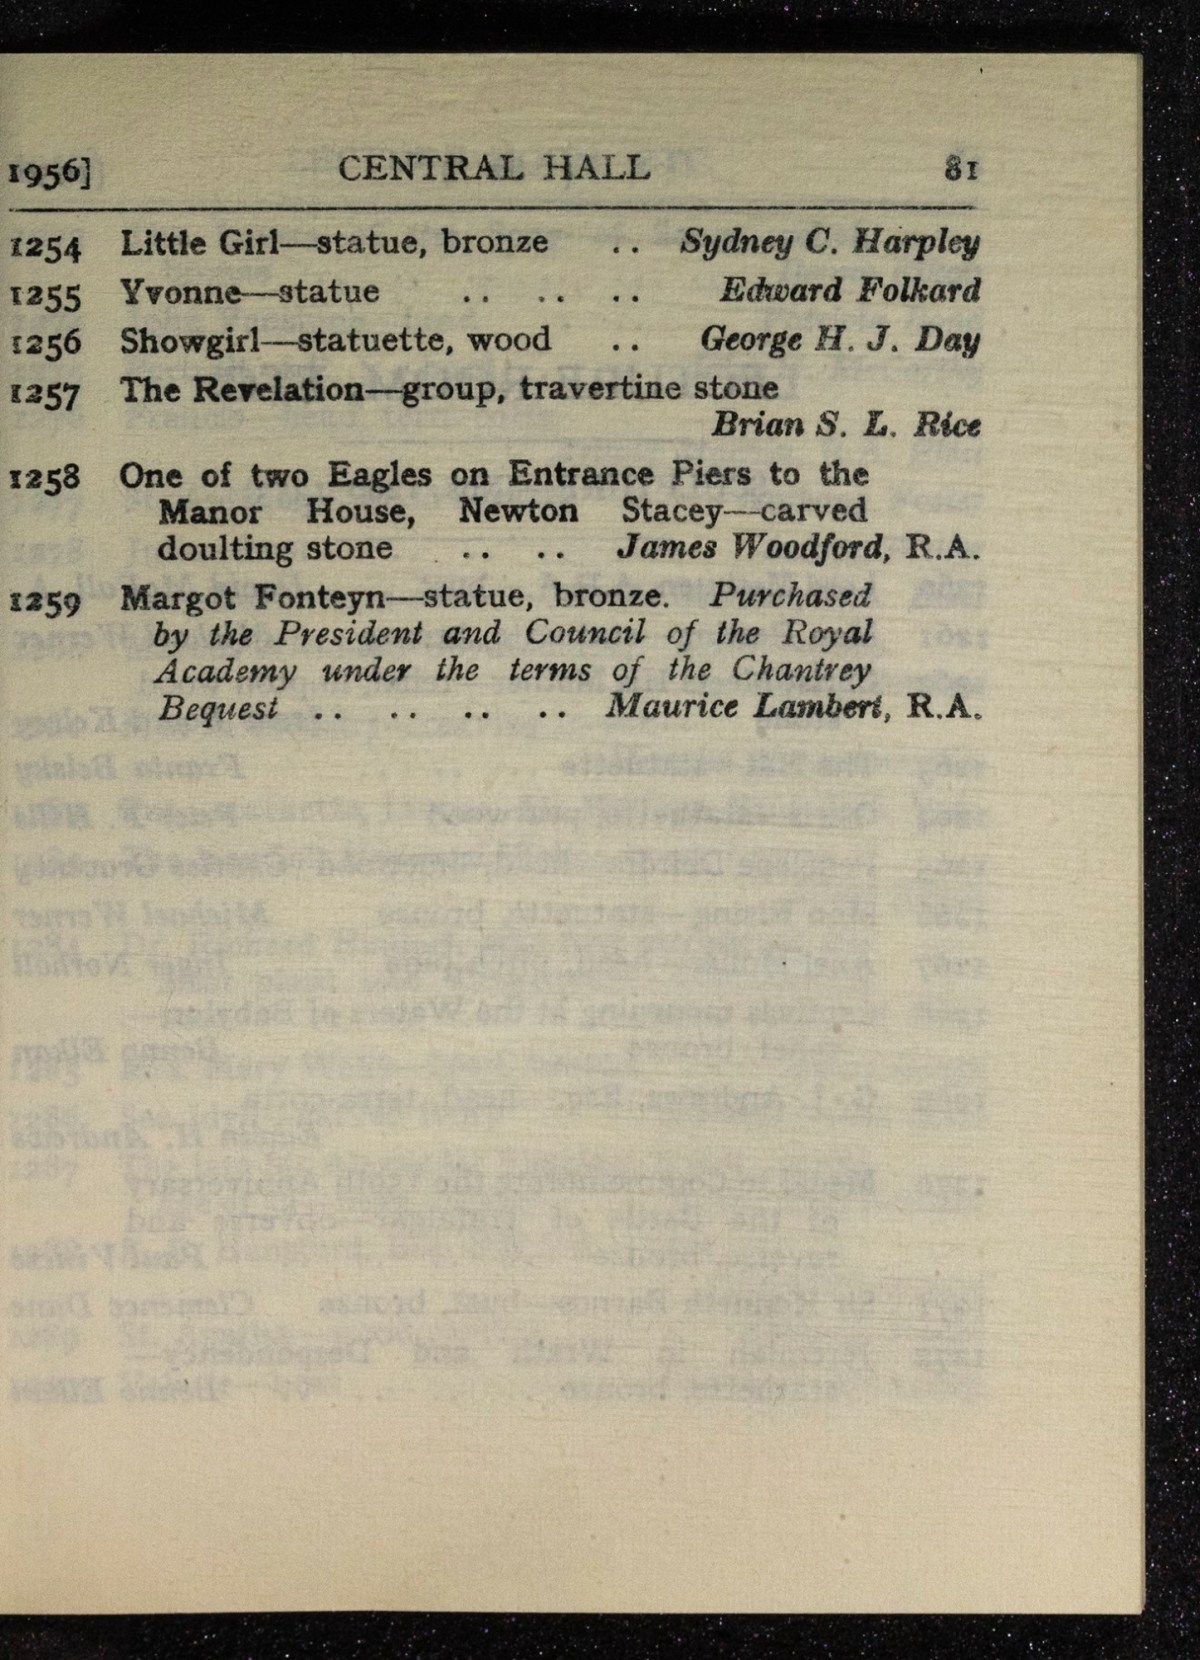 1956] CENTRAL HALL 81
1254 Little Girl—statue, bronze .. Sydney C. Harpley
1255 Yvonne—statue .. .. .. Edward Folkard
1256 Showgirl—statuette, wood .. George H. J. Day
1257 The Revelation—group, travertine stone
Brian S. L. Rice
1258 One of two Eagles on Entrance Piers to the
Manor House, Newton Stacey—carved
doulting stone .. .. James Woodford, R.A.
1259 Margot Fonteyn—statue, bronze. Purchased
by the President and Council of the Royal
Academy under the terms of the Chantrey
Bequest .. .. .. .. Maurice Lambert, R.A.